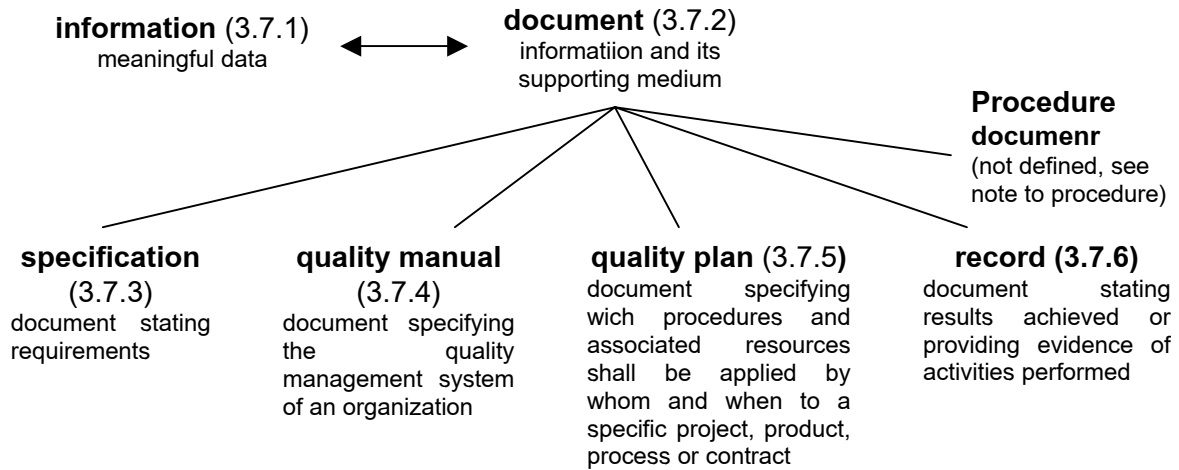 information (3.7.1)
meaningful data
document (3.7.2)
informatiion and its
supporting medium
Procedure
documenr
(not defined, see
note to procedure)
specification
(3.7.3)
document stating
requirements
quality manual
(3.7.4)
document specifying
the quality
management system
of an organization
quality plan (3.7.5)
document specifying
wich procedures and
associated resources
shall be applied by
whom and when to a
specific project, product,
process or contract
record (3.7.6)
document stating
results achieved or
providing evidence of
activities performed